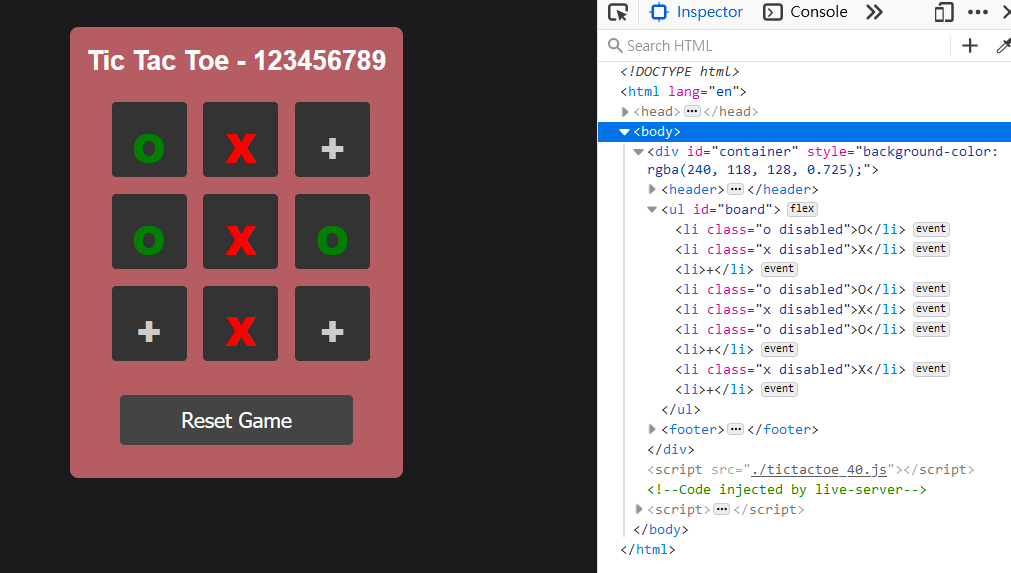 Tic Tac Toe - 123456789
O X +
O X O
+ X +
Reset Game
Inspector Console
Search HTML
<!DOCTYPE html>
<html lang="en">
<head> ••• </head>
<body>
<div id="container" style="background-color:
rgba(240, 118, 128, 0.725);">
<header> ••• </header>
<ul id="board"> flex
<li class="o disabled">O</li> event
<li class="x disabled">X</li> event
<li>+</li> event
<li class="o disabled">O</li> event
<li class="x disabled">X</li> event
<li class="o disabled">O</li> event
<li>+</li> event
<li class="x disabled">X</li> event
<li>+</li> event
</ul>
<footer> ••• </footer>
</div>
<script src="./tictactoe_40.js"></script>
<!--Code injected by live-server-->
<script> ••• </script>
</body>
</html>